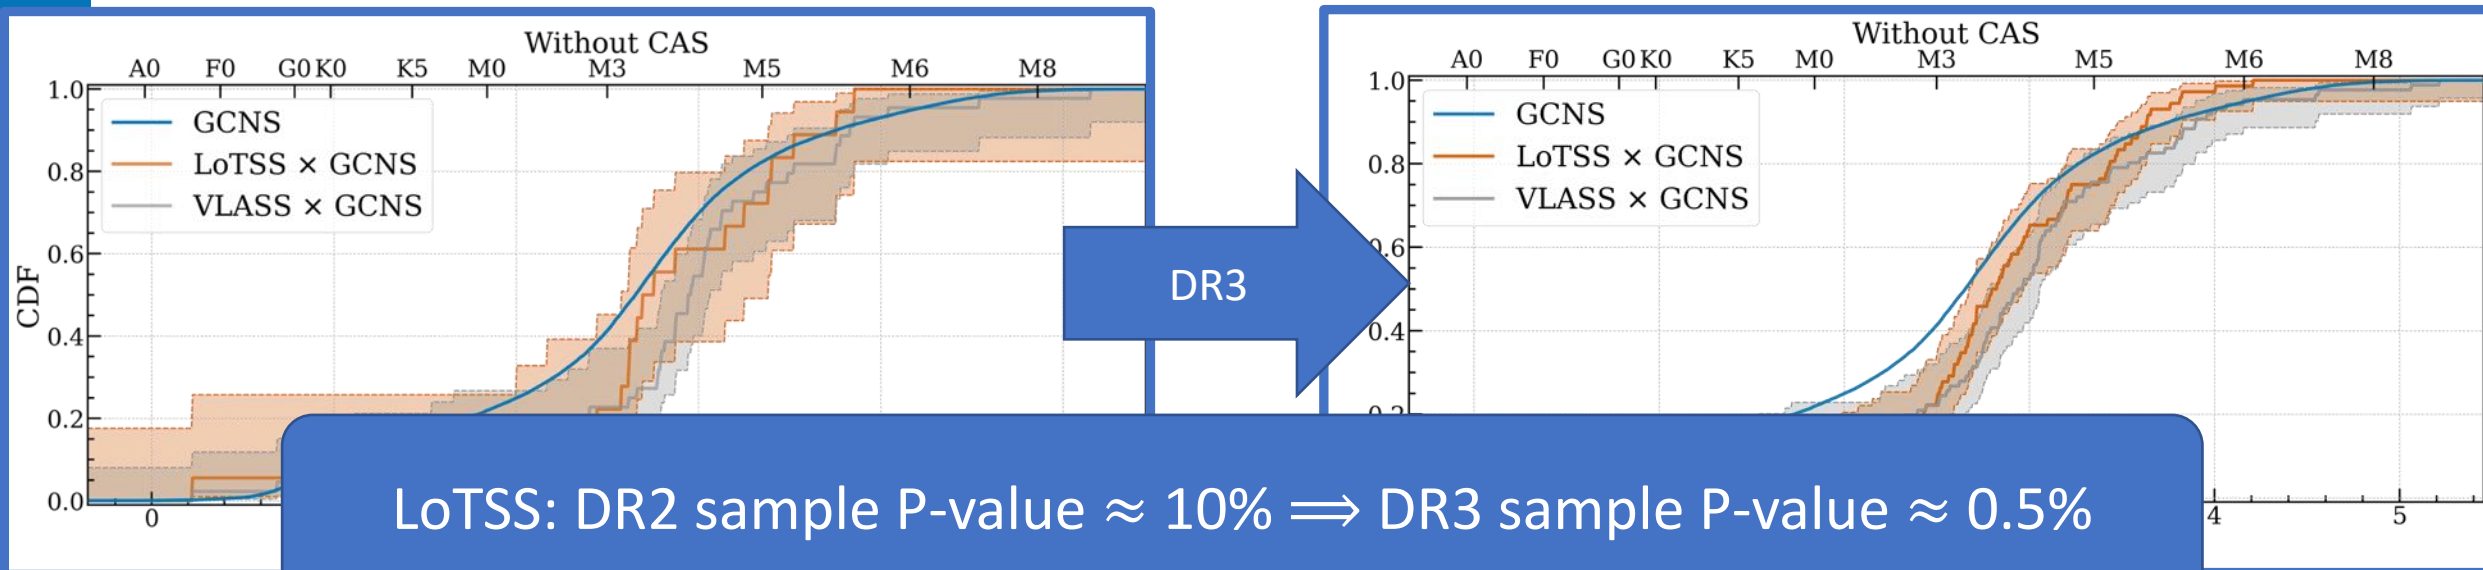 Without CAS
A0 F0 G0 K0 K5 M0 M3 M5 M6 M8
1.0
0.8
0.6
0.4
0.2
0.0
CDF
GCNS
LoTSS × GCNS
VLASS × GCNS
0
DR3
Without CAS
A0 F0 G0 K0 K5 M0 M3 M5 M6 M8
1.0
0.8
0.6
0.4
GCNS
LoTSS × GCNS
VLASS × GCNS
4 5
LoTSS: DR2 sample P-value ≈ 10% ⟹ DR3 sample P-value ≈ 0.5%